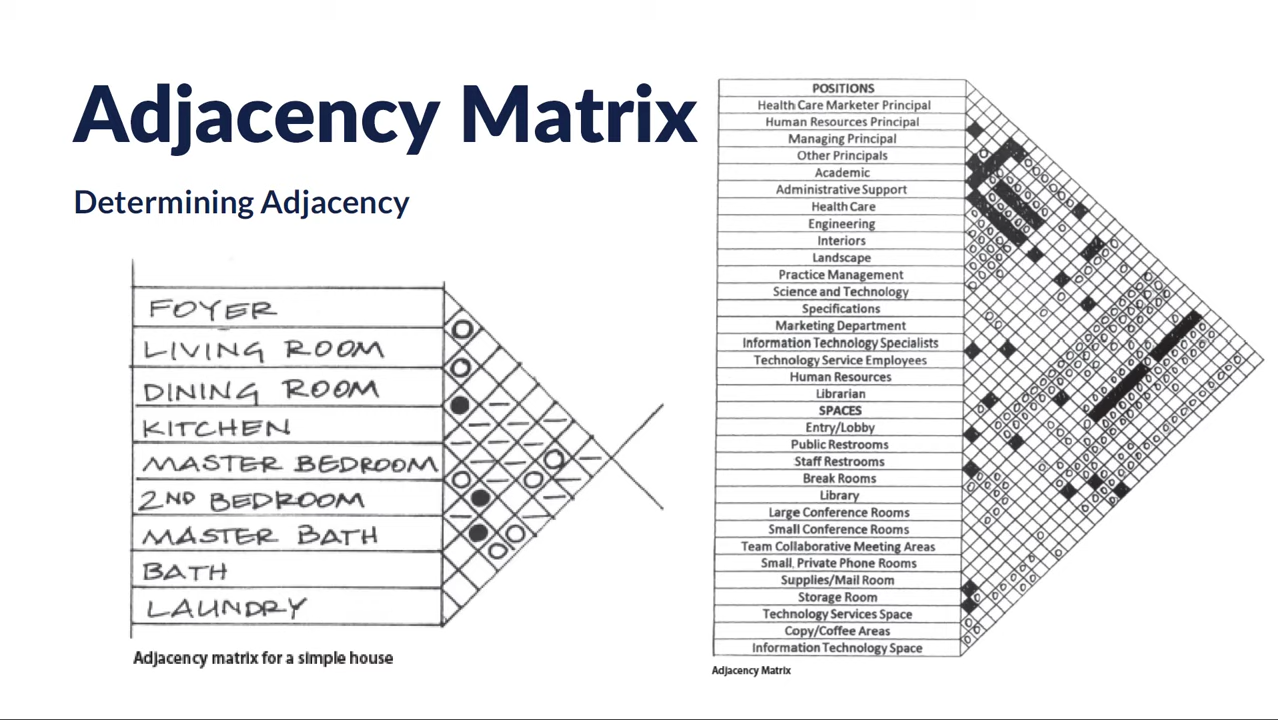 Adjacency Matrix
Determining Adjacency
FOYER
LIVING ROOM
DINING ROOM
KITCHEN
MASTER BEDROOM
2ND BEDROOM
MASTER BATH
BATH
LAUNDRY
Adjacency matrix for a simple house
POSITIONS
Health Care Marketer Principal
Human Resources Principal
Managing Principal
Other Principals
Academic
Administrative Support
Health Care
Engineering
Interiors
Landscape
Practice Management
Science and Technology
Specifications
Marketing Department
Information Technology Specialists
Technology Service Employees
Human Resources
Librarian
SPACES
Entry/Lobby
Public Restrooms
Staff Restrooms
Break Rooms
Library
Large Conference Rooms
Small Conference Rooms
Team Collaborative Meeting Areas
Small, Private Phone Rooms
Supplies/Mail Room
Storage Room
Technology Services Space
Copy/Coffee Areas
Information Technology Space
Adjacency Matrix